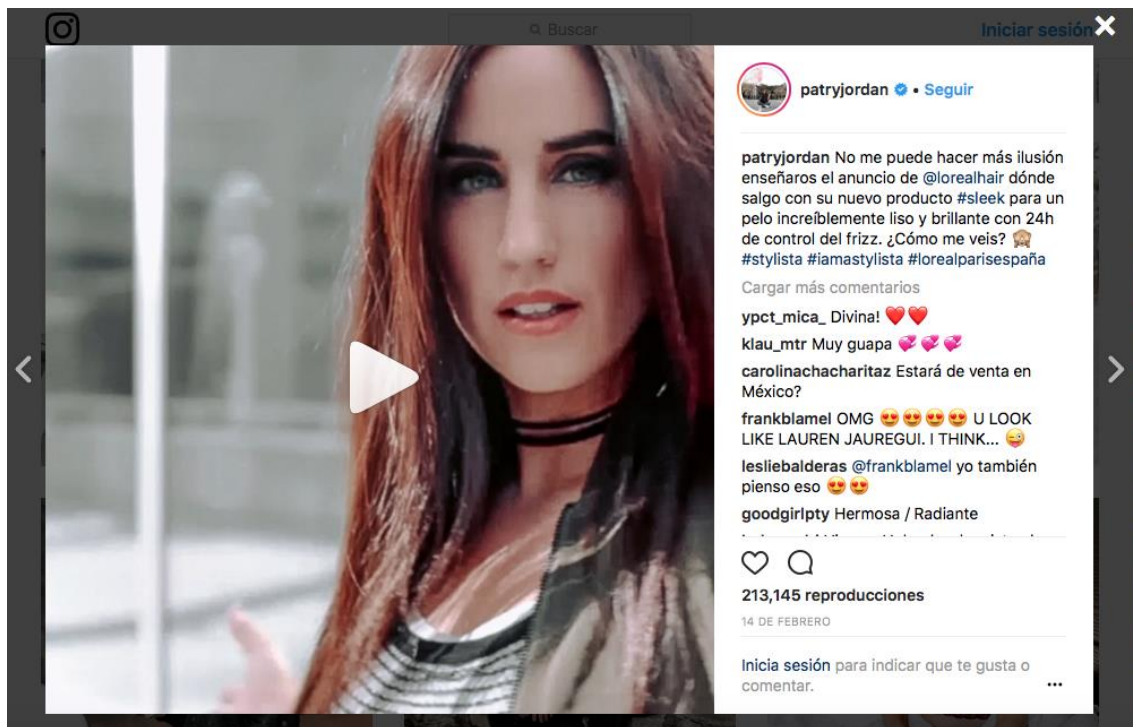 Buscar
Iniciar sesión
patryjordan • Seguir
patryjordan No me puede hacer más ilusión
enseñaros el anuncio de @lorealhair dónde
salgo con su nuevo producto #sleek para un
pelo increíblemente liso y brillante con 24h
de control del frizz. ¿Cómo me veis? 🙈
#stylista #iamastylista #lorealparisespaña
Cargar más comentarios
ypct_mica_ Divina! ❤️❤️
klau_mtr Muy guapa 💞💞💞
carolinachacharitaz Estará de venta en
México?
frankblamel OMG 😍😍😍😍 U LOOK
LIKE LAUREN JAUREGUI. I THINK... 😜
lesliebalderas @frankblamel yo también
pienso eso 😍😍
goodgirlpty Hermosa / Radiante
213,145 reproducciones
14 DE FEBRERO
Inicia sesión para indicar que te gusta o
comentar.